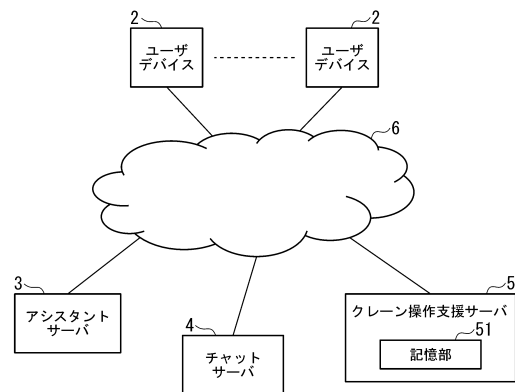 2
2
ユーザ
デバイス
ユーザ
デバイス
6
3
アシスタント
サーバ
4
チャット
サーバ
5
クレーン操作支援サーバ
51
記憶部